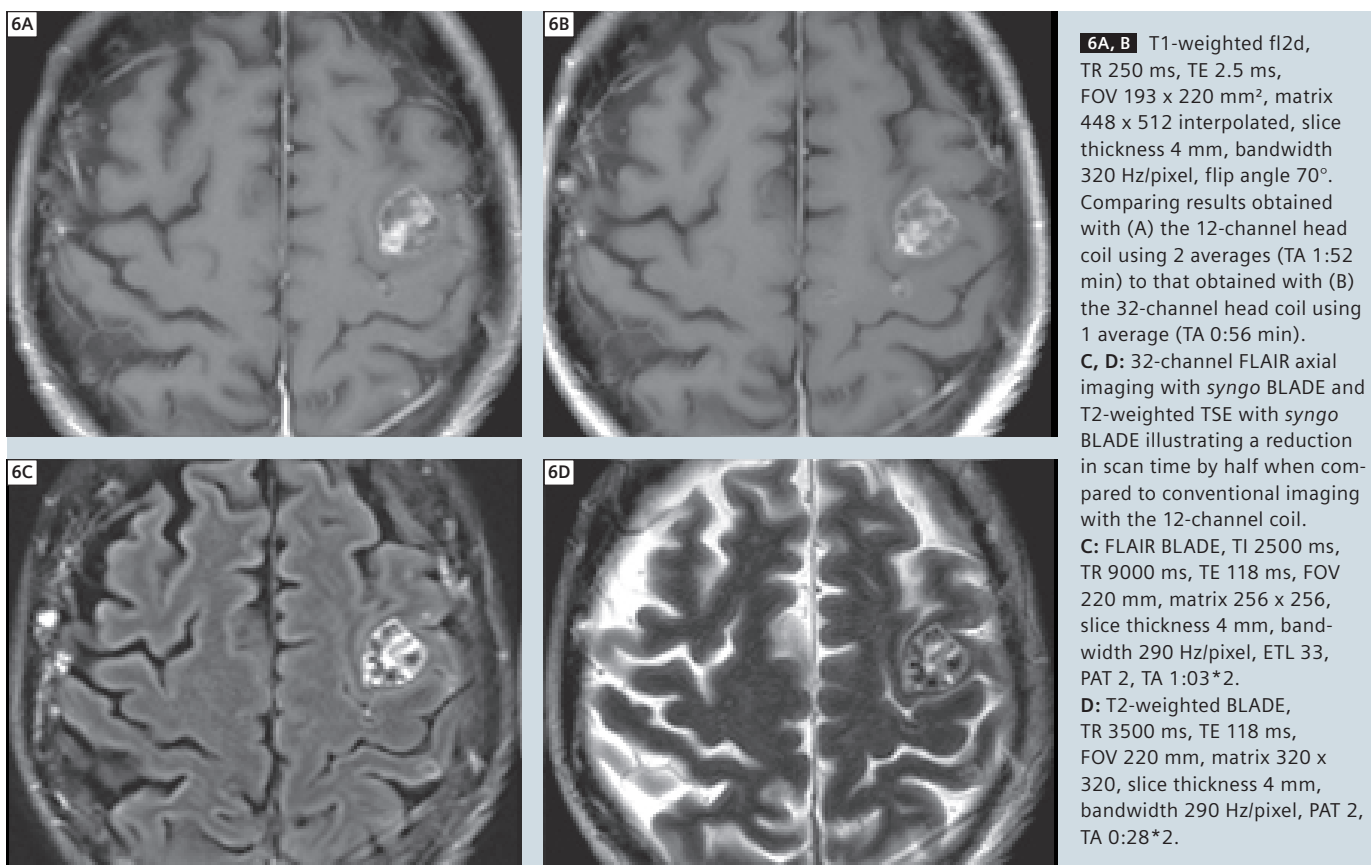 6A
6B
6A, B T1-weighted fl2d,
TR 250 ms, TE 2.5 ms,
FOV 193 x 220 mm², matrix
448 x 512 interpolated, slice
thickness 4 mm, bandwidth
320 Hz/pixel, flip angle 70°.
Comparing results obtained
with (A) the 12-channel head
coil using 2 averages (TA 1:52
min) to that obtained with (B)
the 32-channel head coil using
1 average (TA 0:56 min).
C, D: 32-channel FLAIR axial
imaging with syngo BLADE and
T2-weighted TSE with syngo
BLADE illustrating a reduction
in scan time by half when com-
pared to conventional imaging
with the 12-channel coil.
C: FLAIR BLADE, TI 2500 ms,
TR 9000 ms, TE 118 ms, FOV
220 mm, matrix 256 x 256,
slice thickness 4 mm, band-
width 290 Hz/pixel, ETL 33,
PAT 2, TA 1:03*2.
D: T2-weighted BLADE,
TR 3500 ms, TE 118 ms,
FOV 220 mm, matrix 320 x
320, slice thickness 4 mm,
bandwidth 290 Hz/pixel, PAT 2,
TA 0:28*2.
6C
6D